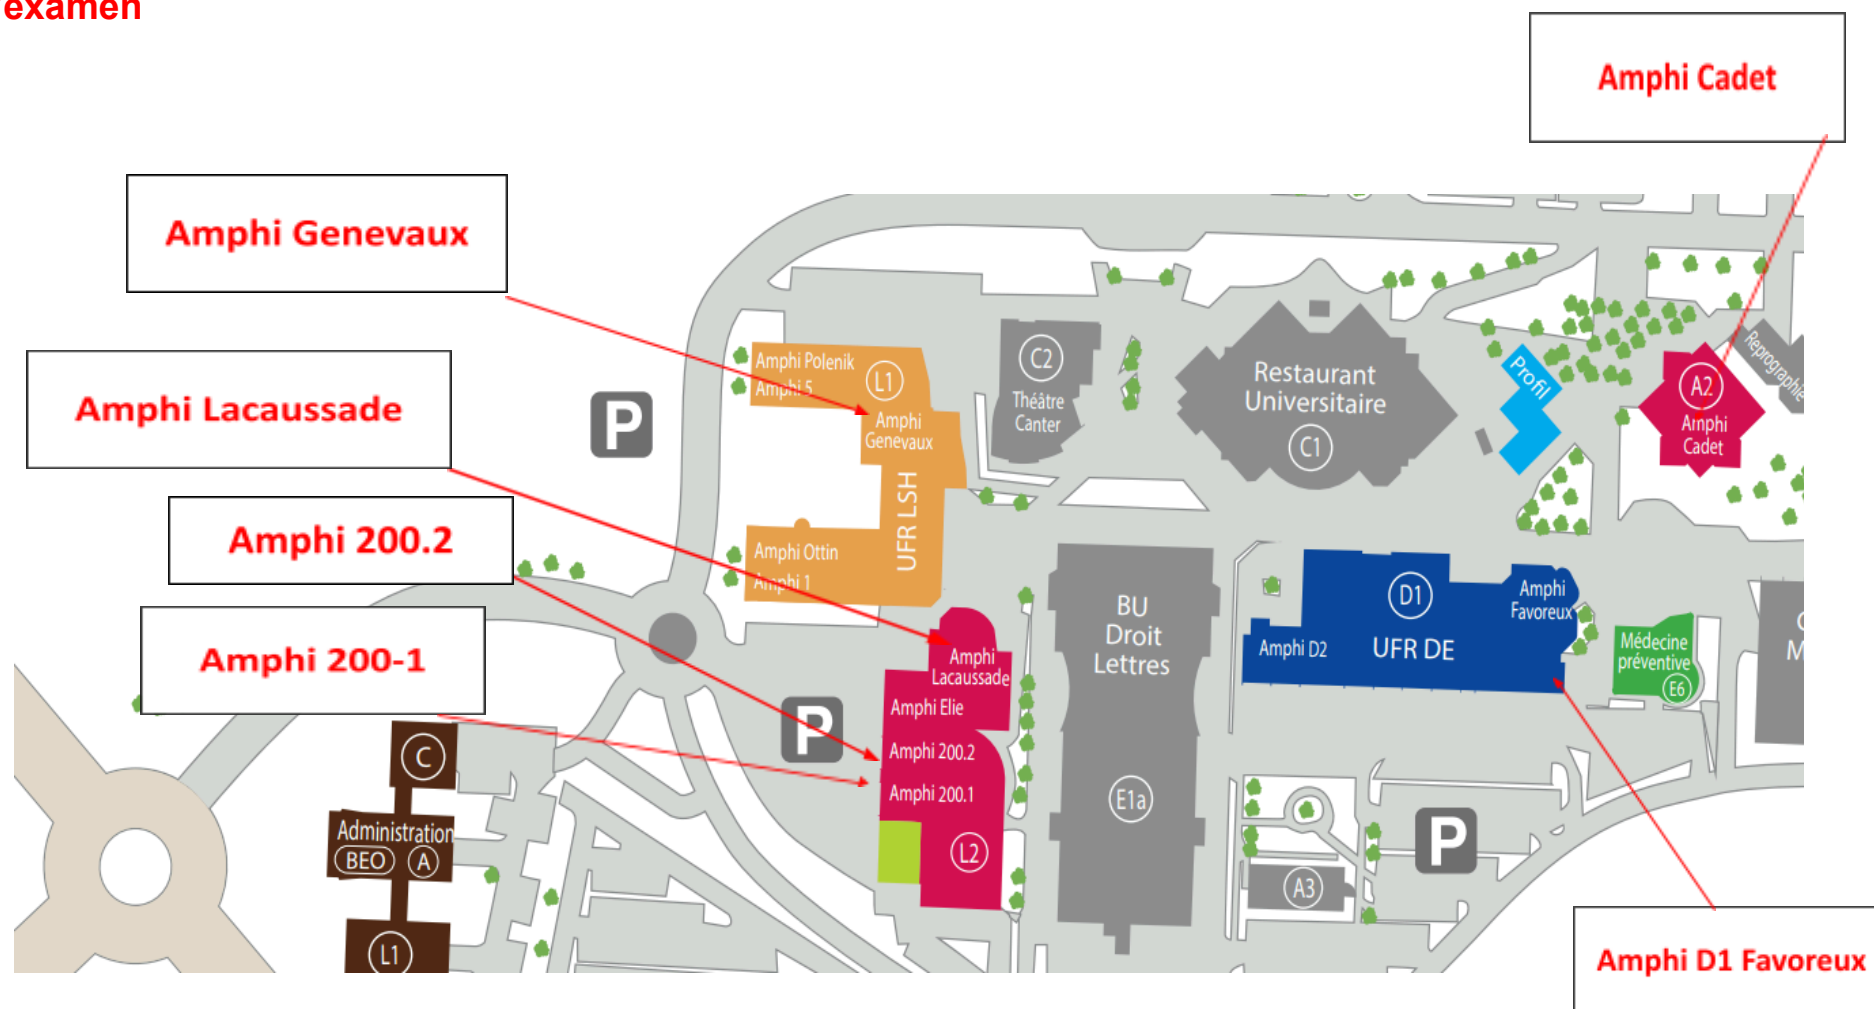 examen
Amphi Cadet
Amphi Genevaux
Amphi Lacaussade
Amphi 200.2
Amphi 200-1
Amphi D1 Favoreux
Amphi Polenik
Amphi 5
L1
Amphi
Genevaux
UFR LSH
Amphi Ottin
Amphi 1
C2
Théâtre
Canter
Restaurant
Universitaire
C1
Profil
Reprographie
A2
Amphi
Cadet
P
BU
Droit
Lettres
E1a
D1
UFR DE
Amphi
Favoreux
Amphi D2
Médecine
préventive
E6
Amphi
Lacaussade
Amphi Elie
Amphi 200.2
Amphi 200.1
L2
P
C
Administration
BEO
A
L1
A3
P